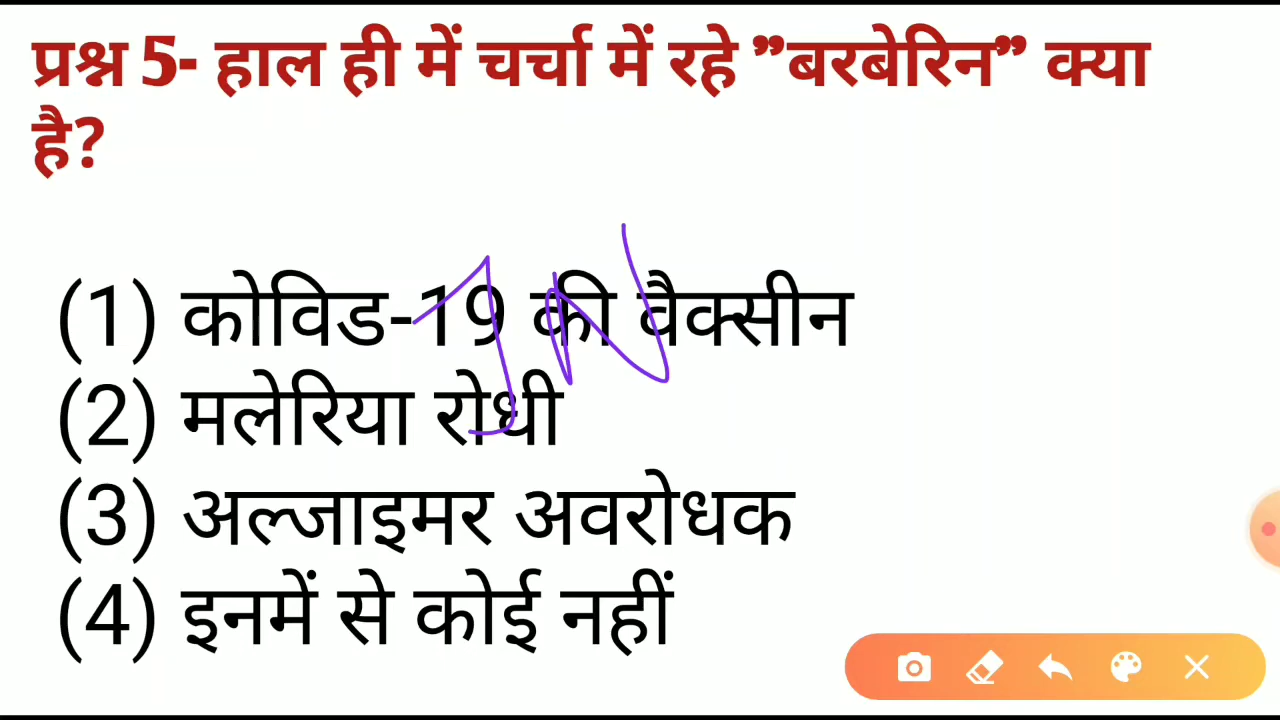 प्रश्न 5- हाल ही में चर्चा में रहे ”बरबेरिन” क्या
है?
(1) कोविड-19 की वैक्सीन
(2) मलेरिया रोधी
(3) अल्जाइमर अवरोधक
(4) इनमें से कोई नहीं